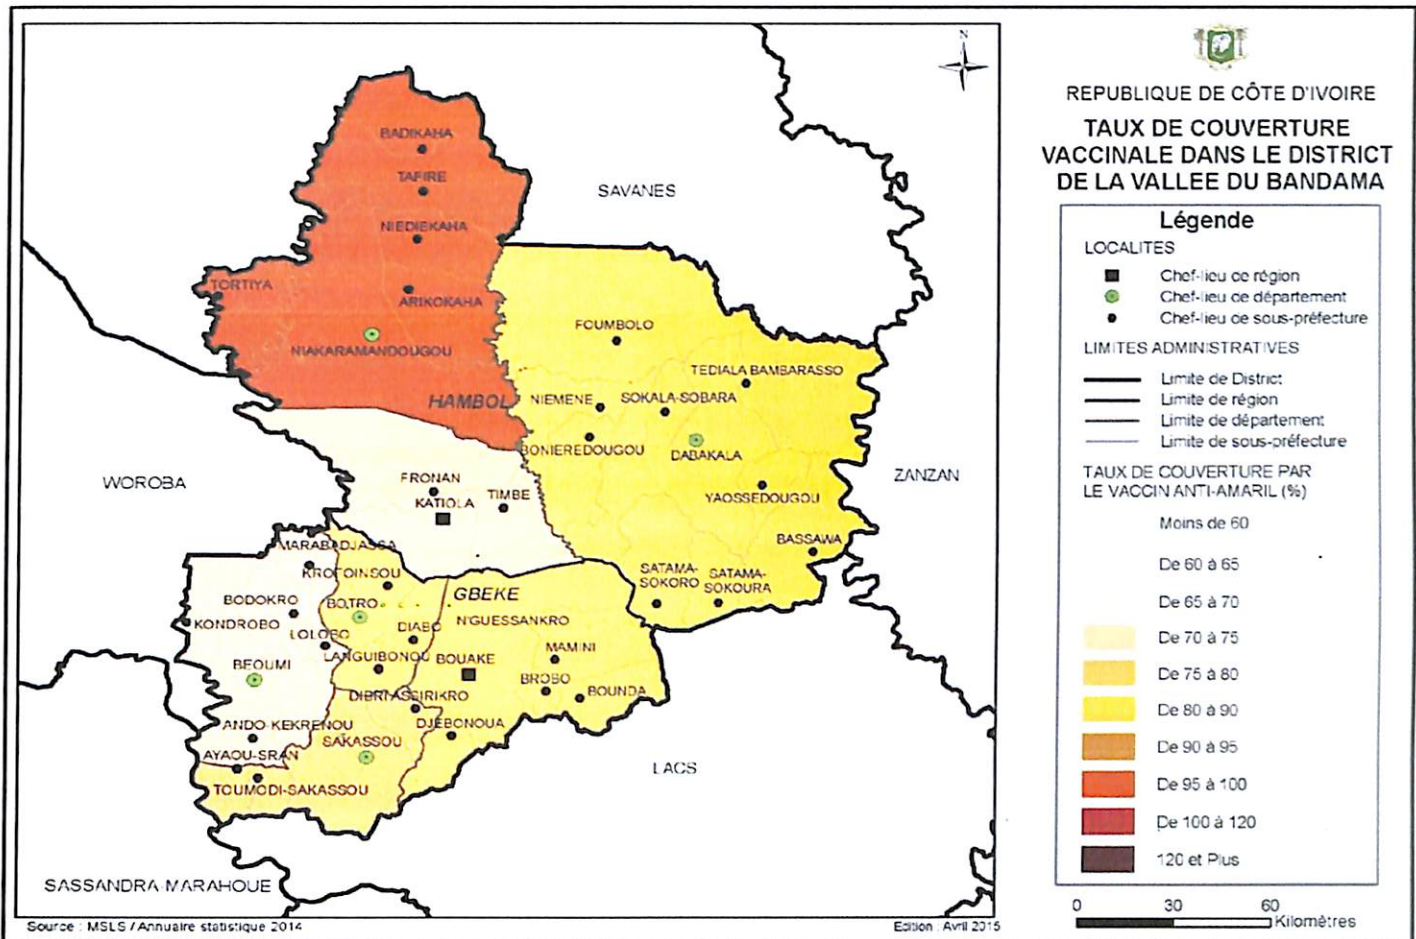 N
BADIKAHA
TAFIRE
SAVANES
NIEDIEKAHA
TORTIYA
ARIKOKAHA
NIAKARAMANDOUGOU
FOUMBOLO
TEDIALA BAMBARASSO
HAMBOL
NIEMENE
SOKALA-SOBARA
BONIEREDOUGOU
DABAKALA
WOROBA
FRONAN
KATIOLA
TIMBE
YAOSSEDOUGOU
ZANZAN
BASSAWA
MARABADJASSA
KROFOINSOU
SATAMA-
SOKORO
SATAMA-
SOKOURA
BODOKRO
BOTRO
GBEKE
KONDROBO
LOLOBO
DIABO
N'GUESSANKRO
BEOUMI
LANGUIBONOU
BOUAKE
MAMINI
BROBO
BOUNDA
DIBRI-ASSIRIKRO
ANDO-KEKRENOU
SAKASSOU
DJEBONOUA
AYAOU-SRAN
TOUMODI-SAKASSOU
LACS
SASSANDRA-MARAHOUE
Source : MSLS / Annuaire statistique 2014
Edition : Avril 2015
REPUBLIQUE DE CÔTE D'IVOIRE
TAUX DE COUVERTURE
VACCINALE DANS LE DISTRICT
DE LA VALLEE DU BANDAMA
Légende
LOCALITES
Chef-lieu de région
Chef-lieu de département
Chef-lieu de sous-préfecture
LIMITES ADMINISTRATIVES
Limite de District
Limite de région
Limite de département
Limite de sous-préfecture
TAUX DE COUVERTURE PAR
LE VACCIN ANTI-AMARIL (%)
Moins de 60
De 60 à 65
De 65 à 70
De 70 à 75
De 75 à 80
De 80 à 90
De 90 à 95
De 95 à 100
De 100 à 120
120 et Plus
0 30 60
Kilomètres